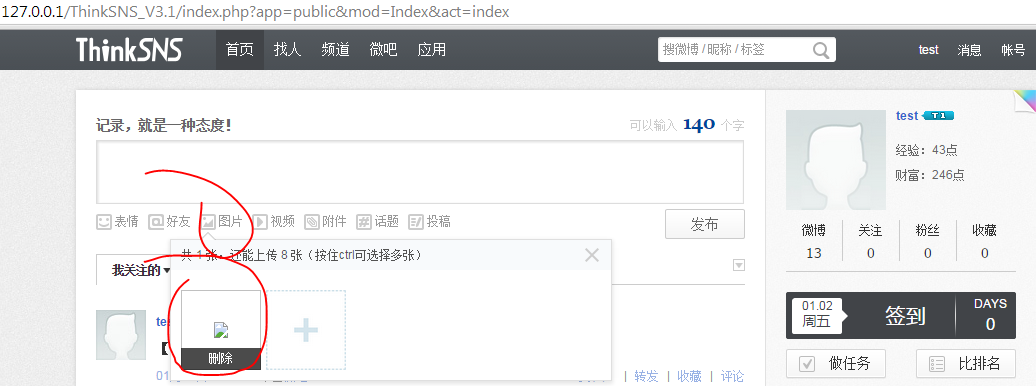 127.0.0.1/ThinkSNS_V3.1/index.php?app=public&mod=Index&act=index
ThinkSNS 首页 找人 频道 微吧 应用 搜微博 / 昵称 / 标签 test 消息 帐号
记录，就是一种态度！ 可以输入 140 个字
表情 好友 图片 视频 附件 话题 投稿 发布
共 1 张，还能上传 8 张（按住ctrl可选择多张）
我关注的
删除
转发 | 收藏 | 评论
test T1
经验：43点
财富：246点
微博 关注 粉丝 收藏
13 0 0 0
01.02 周五 签到 DAYS 0
做任务 比排名